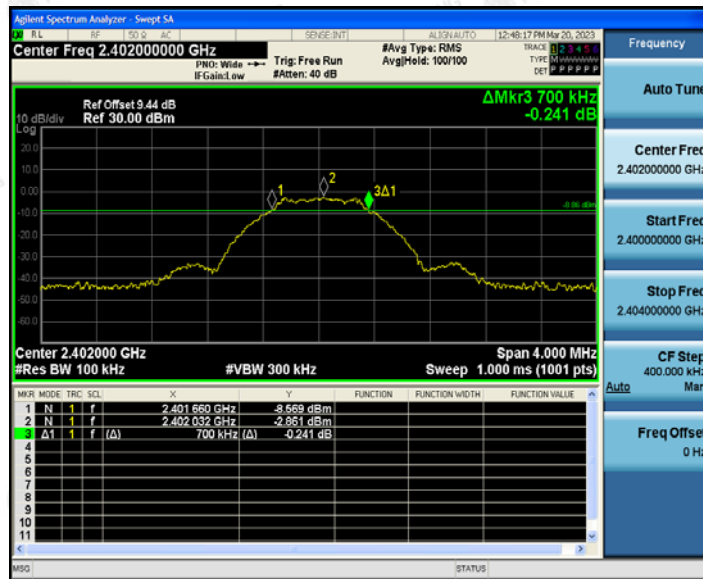 Agilent Spectrum Analyzer - Swept SA
RL RF 50 Ω AC SENSE:INT ALIGN AUTO 12:48:17 PM Mar 20, 2023
Center Freq 2.402000000 GHz
PNO: Wide
IFGain:Low
Trig: Free Run
#Atten: 40 dB
#Avg Type: RMS
Avg|Hold: 100/100
TRACE 1 2 3 4 5 6
TYPE M W W W W W
DET P P P P P P
Ref Offset 9.44 dB
Ref 30.00 dBm
ΔMkr3 700 kHz
-0.241 dB
10 dB/div
Log
20.0
10.0
0.00
-10.0
-20.0
-30.0
-40.0
-50.0
-60.0
1
2
3Δ1
-8.86 dBm
Center 2.402000 GHz
Span 4.000 MHz
#Res BW 100 kHz
#VBW 300 kHz
Sweep 1.000 ms (1001 pts)
MKR MODE TRC SCL X Y FUNCTION FUNCTION WIDTH FUNCTION VALUE
1 N 1 f 2.401 660 GHz -8.569 dBm
2 N 1 f 2.402 032 GHz -2.861 dBm
3 Δ1 1 f (Δ) 700 kHz (Δ) -0.241 dB
4
5
6
7
8
9
10
11
MSG
STATUS
Frequency
Auto Tune
Center Freq
2.402000000 GHz
Start Freq
2.400000000 GHz
Stop Freq
2.404000000 GHz
CF Step
400.000 kHz
Auto Man
Freq Offset
0 Hz